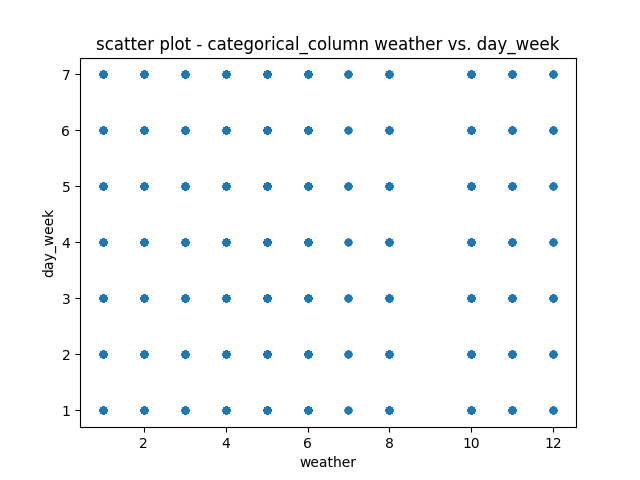 scatter plot - categorical_column weather vs. day_week
7
6
5
4
3
2
1
day_week
2 4 6 8 10 12
weather